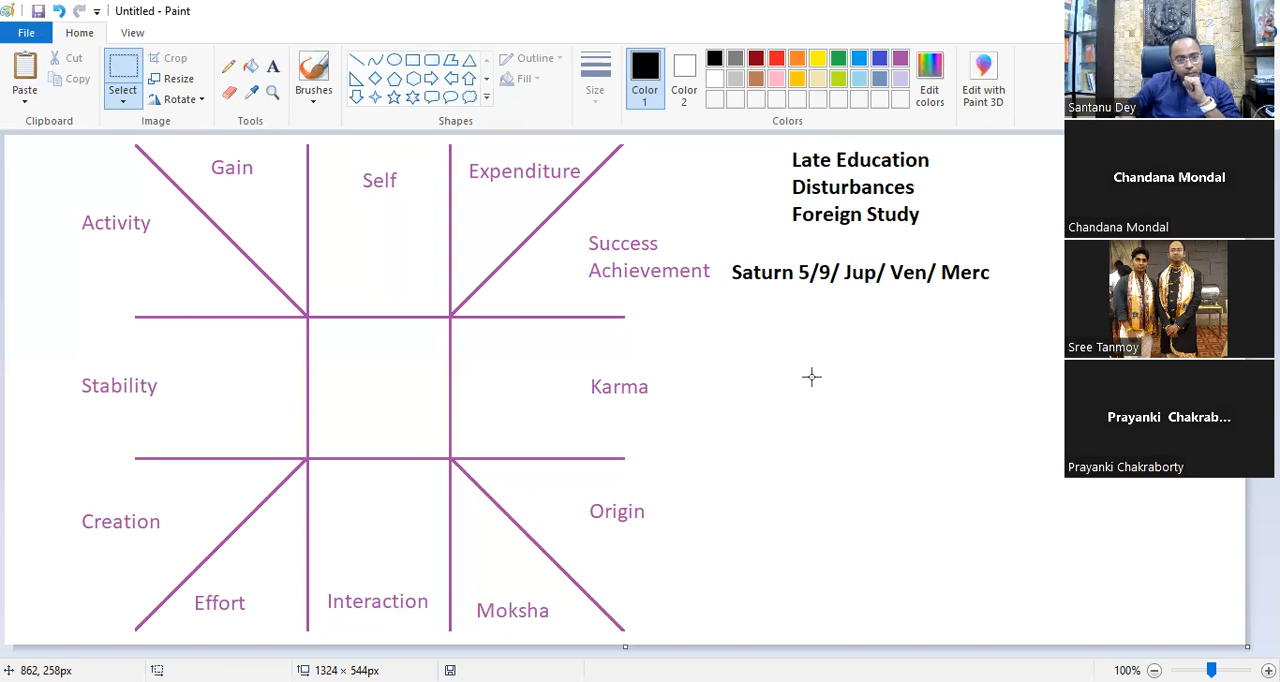 Untitled - Paint
File
Home
View
Paste
Cut
Copy
Clipboard
Select
Crop
Resize
Rotate
Image
Tools
Brushes
Outline
Fill
Shapes
Size
Color 1
Color 2
Edit colors
Colors
Edit with Paint 3D
Gain
Self
Expenditure
Activity
Success
Achievement
Stability
Karma
Creation
Origin
Effort
Interaction
Moksha
Late Education
Disturbances
Foreign Study
Saturn 5/9/ Jup/ Ven/ Merc
Santanu Dey
Chandana Mondal
Chandana Mondal
Sree Tanmoy
Prayanki Chakrab...
Prayanki Chakraborty
862, 258px
1324 × 544px
100%